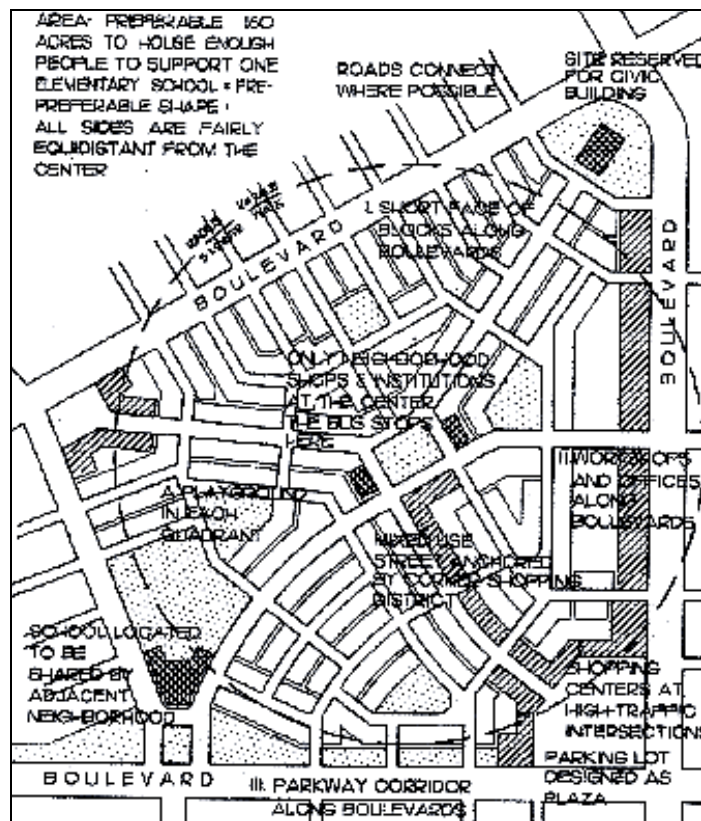 AREA: PREFERABLE 160
ACRES TO HOUSE ENOUGH
PEOPLE TO SUPPORT ONE
ELEMENTARY SCHOOL • PRE-
PREFERABLE SHAPE :
ALL SIDES ARE FAIRLY
EQUIDISTANT FROM THE
CENTER
ROADS CONNECT
WHERE POSSIBLE
SITE RESERVED
FOR CIVIC
BUILDING
5 MINUTE WALK
BOULEVARD
I. SHORT FACE OF
BLOCKS ALONG
BOULEVARDS
BOULEVARD
ONLY NEIGHBORHOOD
SHOPS & INSTITUTIONS
AT THE CENTER
THE BUS STOPS
HERE
II. WORKSHOPS
AND OFFICES
ALONG
BOULEVARDS
A PLAYGROUND
IN EACH
QUADRANT
MIXED USE
STREET ANCHORED
BY CORNER SHOPPING
DISTRICT
SCHOOL LOCATED
TO BE
SHARED BY
ADJACENT
NEIGHBORHOOD
SHOPPING
CENTERS AT
HIGH TRAFFIC
INTERSECTIONS
PARKING LOT
DESIGNED AS
PLAZA
BOULEVARD
III. PARKWAY CORRIDOR
ALONG BOULEVARDS